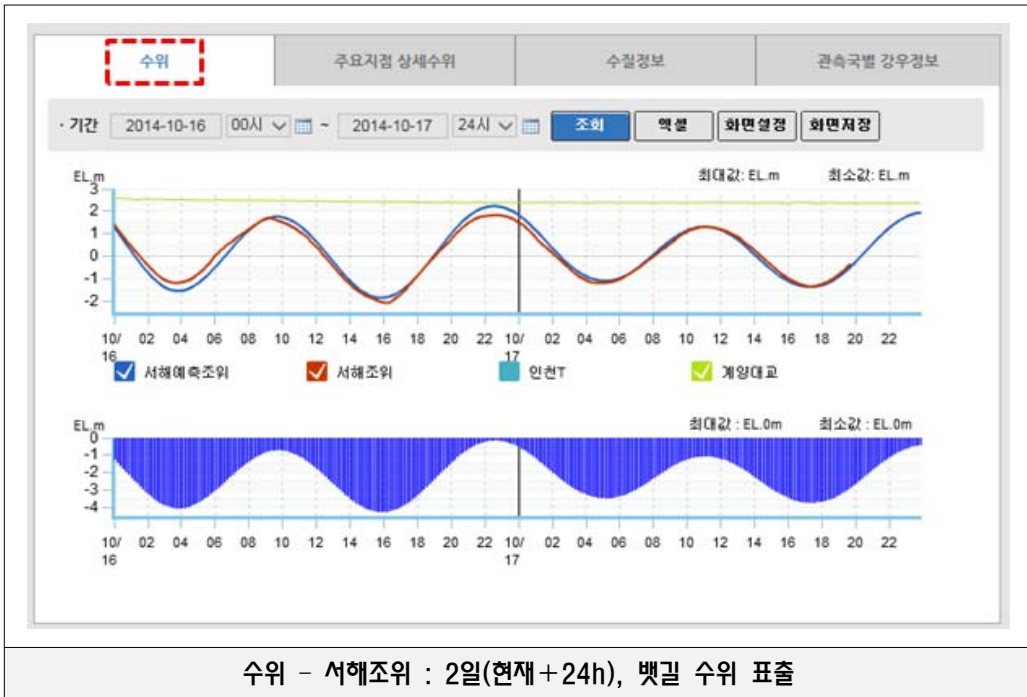 수위 주요지점 상세수위 수질정보 관측국별 강우정보
· 기간 2014-10-16 00시 ~ 2014-10-17 24시 조회 엑셀 화면설정 화면저장
EL.m 최대값: EL.m 최소값: EL.m
3
2
1
0
-1
-2
10/ 02 04 06 08 10 12 14 16 18 20 22 10/ 02 04 06 08 10 12 14 16 18 20 22
16 17
서해예측조위 서해조위 인천T 계양대교
EL.m 최대값 : EL.0m 최소값 : EL.0m
0
-1
-2
-3
-4
10/ 02 04 06 08 10 12 14 16 18 20 22 10/ 02 04 06 08 10 12 14 16 18 20 22
16 17
수위 - 서해조위 : 2일(현재+24h), 뱃길 수위 표출